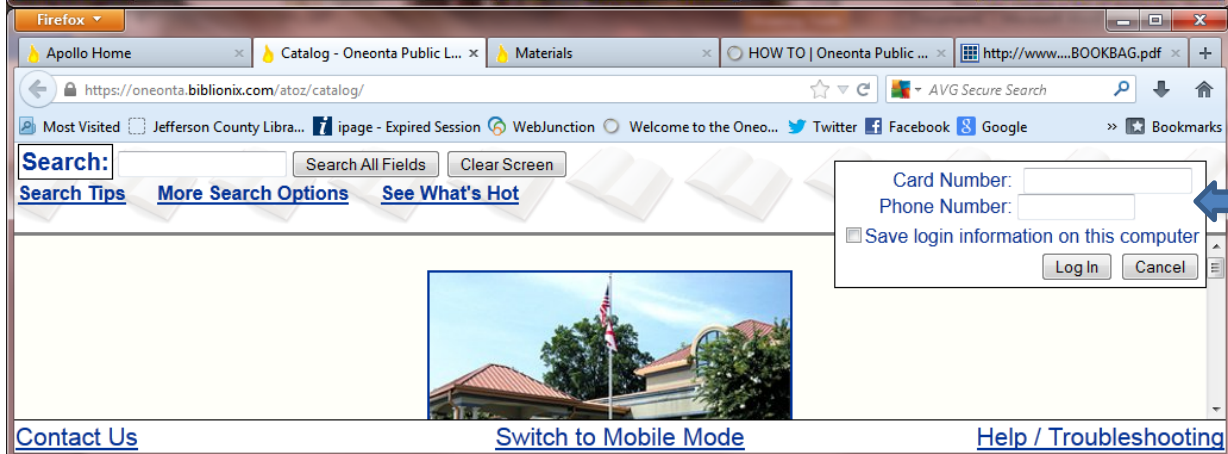 Firefox
Apollo Home
Catalog - Oneonta Public L...
Materials
HOW TO | Oneonta Public ...
http://www....BOOKBAG.pdf
https://oneonta.biblionix.com/atoz/catalog/
AVG Secure Search
Most Visited
Jefferson County Libra...
ipage - Expired Session
WebJunction
Welcome to the Oneo...
Twitter
Facebook
Google
Bookmarks
Search:
Search All Fields
Clear Screen
Search Tips
More Search Options
See What's Hot
Card Number:
Phone Number:
Save login information on this computer
Log In
Cancel
Contact Us
Switch to Mobile Mode
Help / Troubleshooting